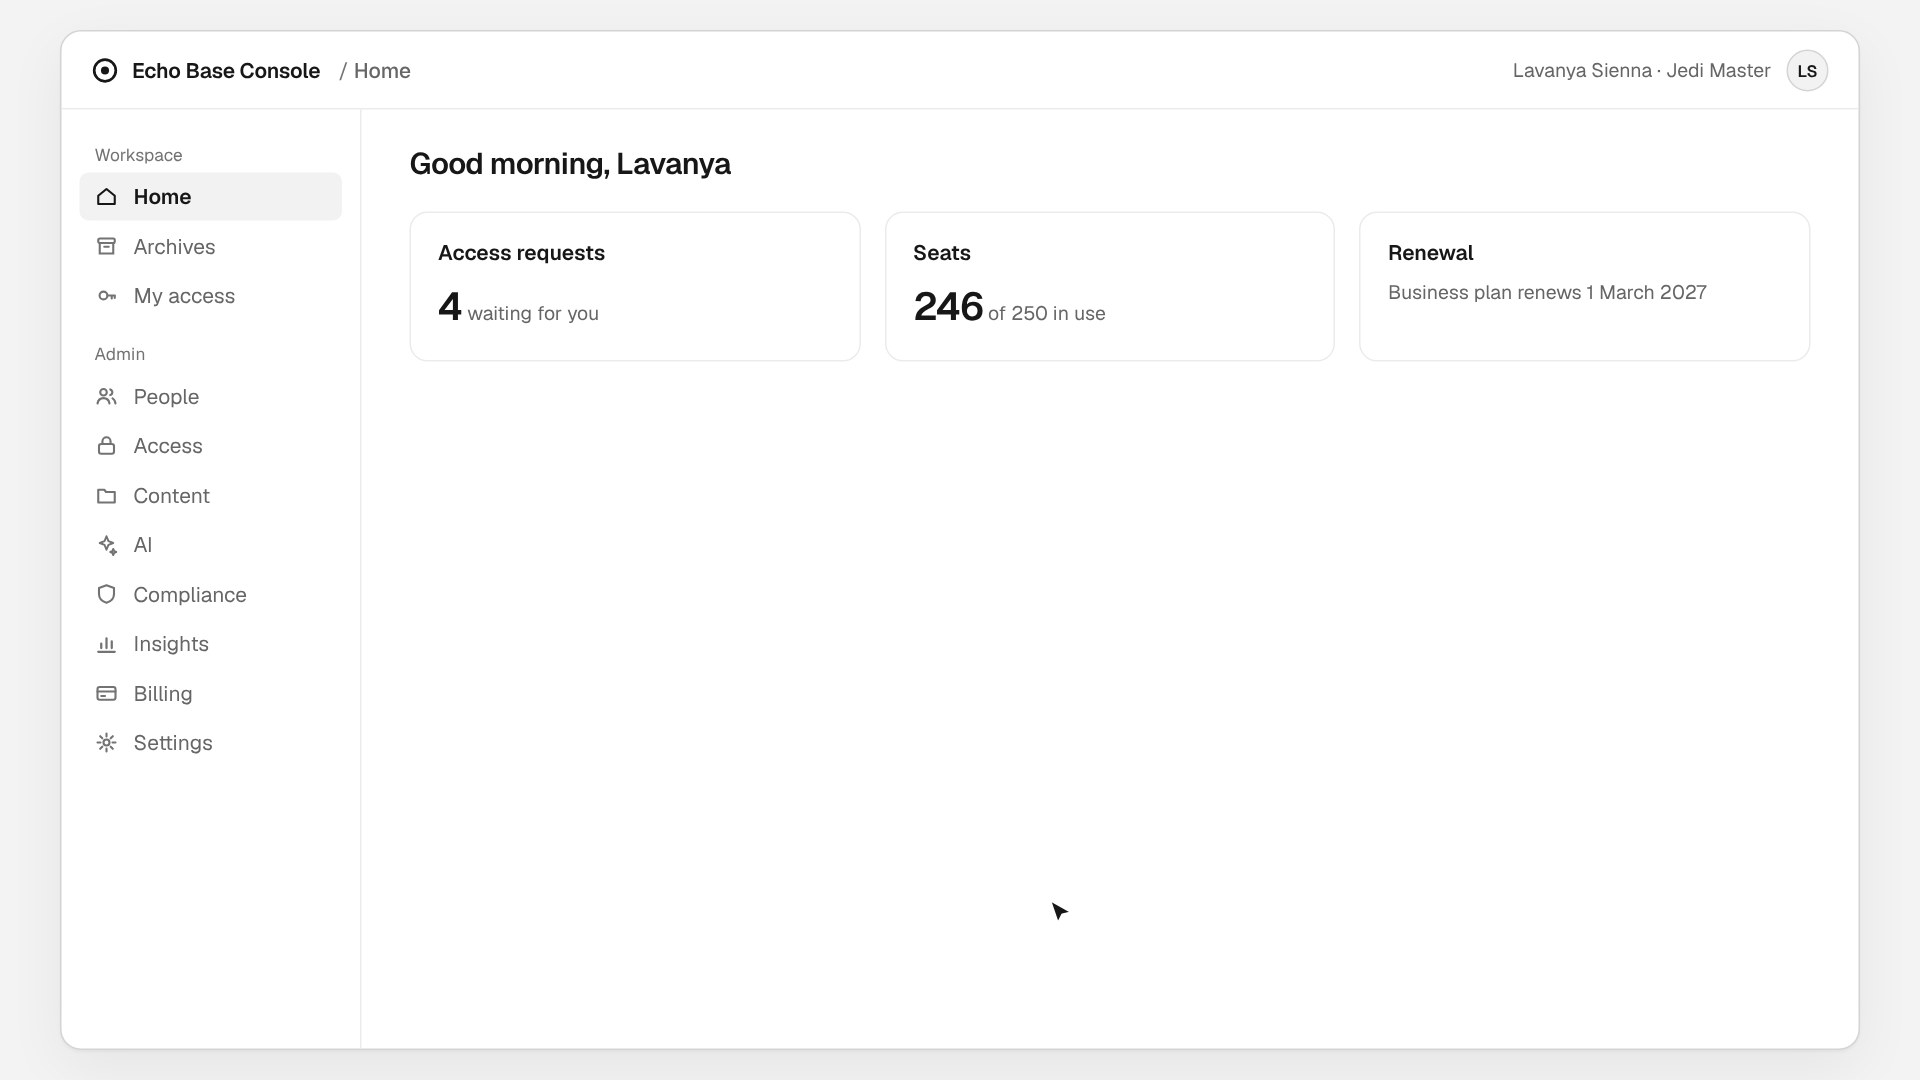 Echo Base Console / Home
Lavanya Sienna · Jedi Master LS
Workspace
Home
Archives
My access
Admin
People
Access
Content
AI
Compliance
Insights
Billing
Settings
Good morning, Lavanya
Access requests
4 waiting for you
Seats
246 of 250 in use
Renewal
Business plan renews 1 March 2027